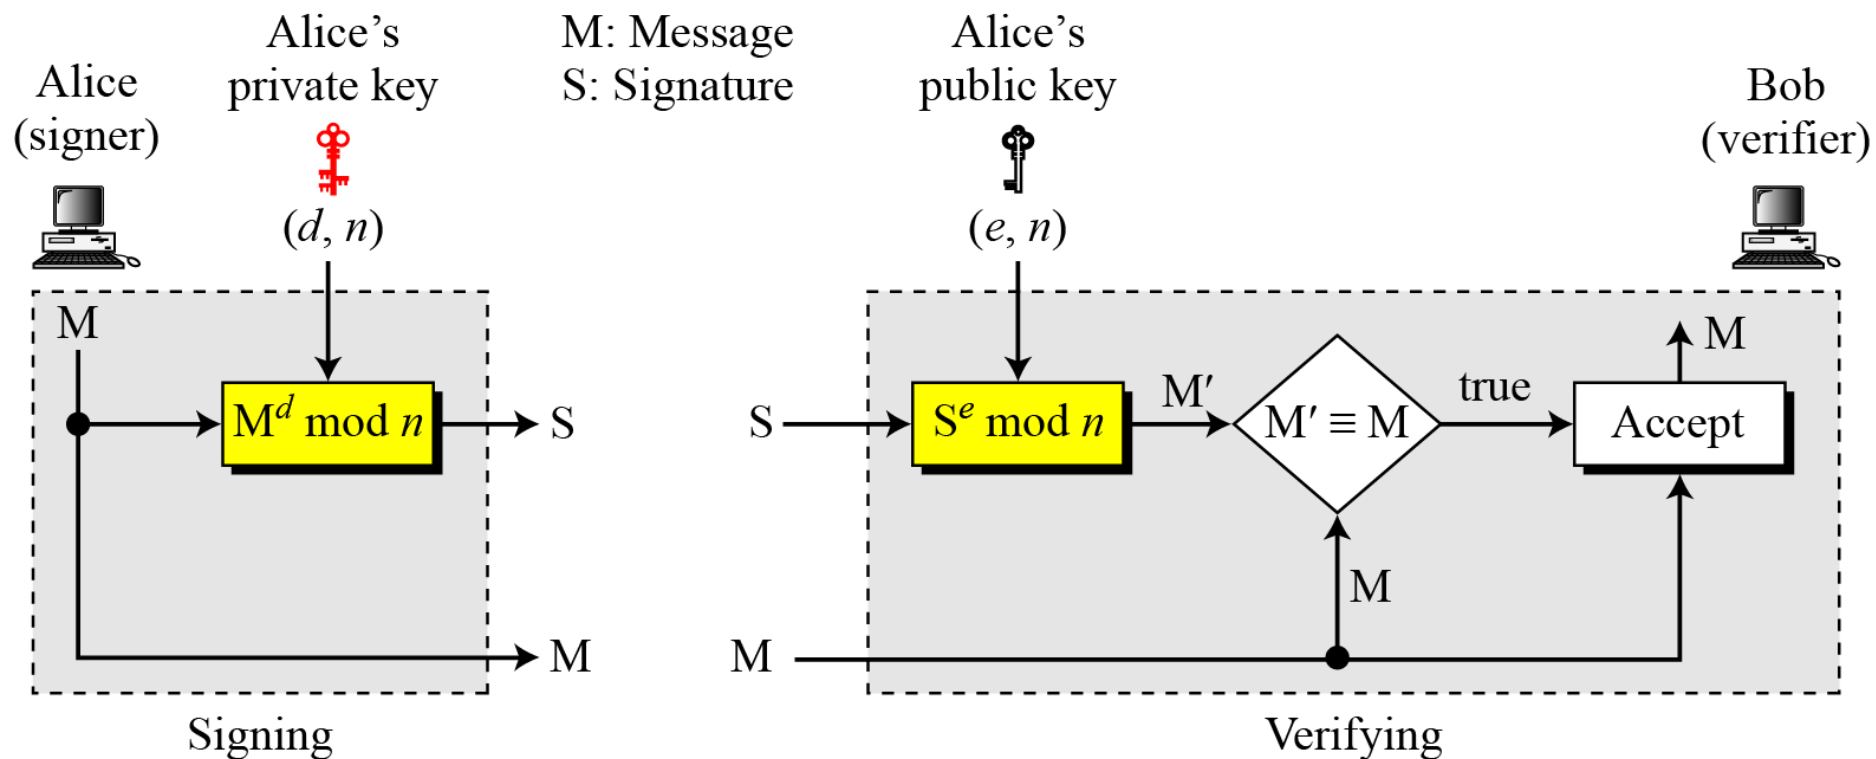 Alice
(signer)
Alice’s
private key
(d, n)
M: Message
S: Signature
Alice’s
public key
(e, n)
Bob
(verifier)
M
Mᵈ mod n
S
M
Signing
S
Sᵉ mod n
M′
M′ ≡ M
true
Accept
M
M
M
Verifying